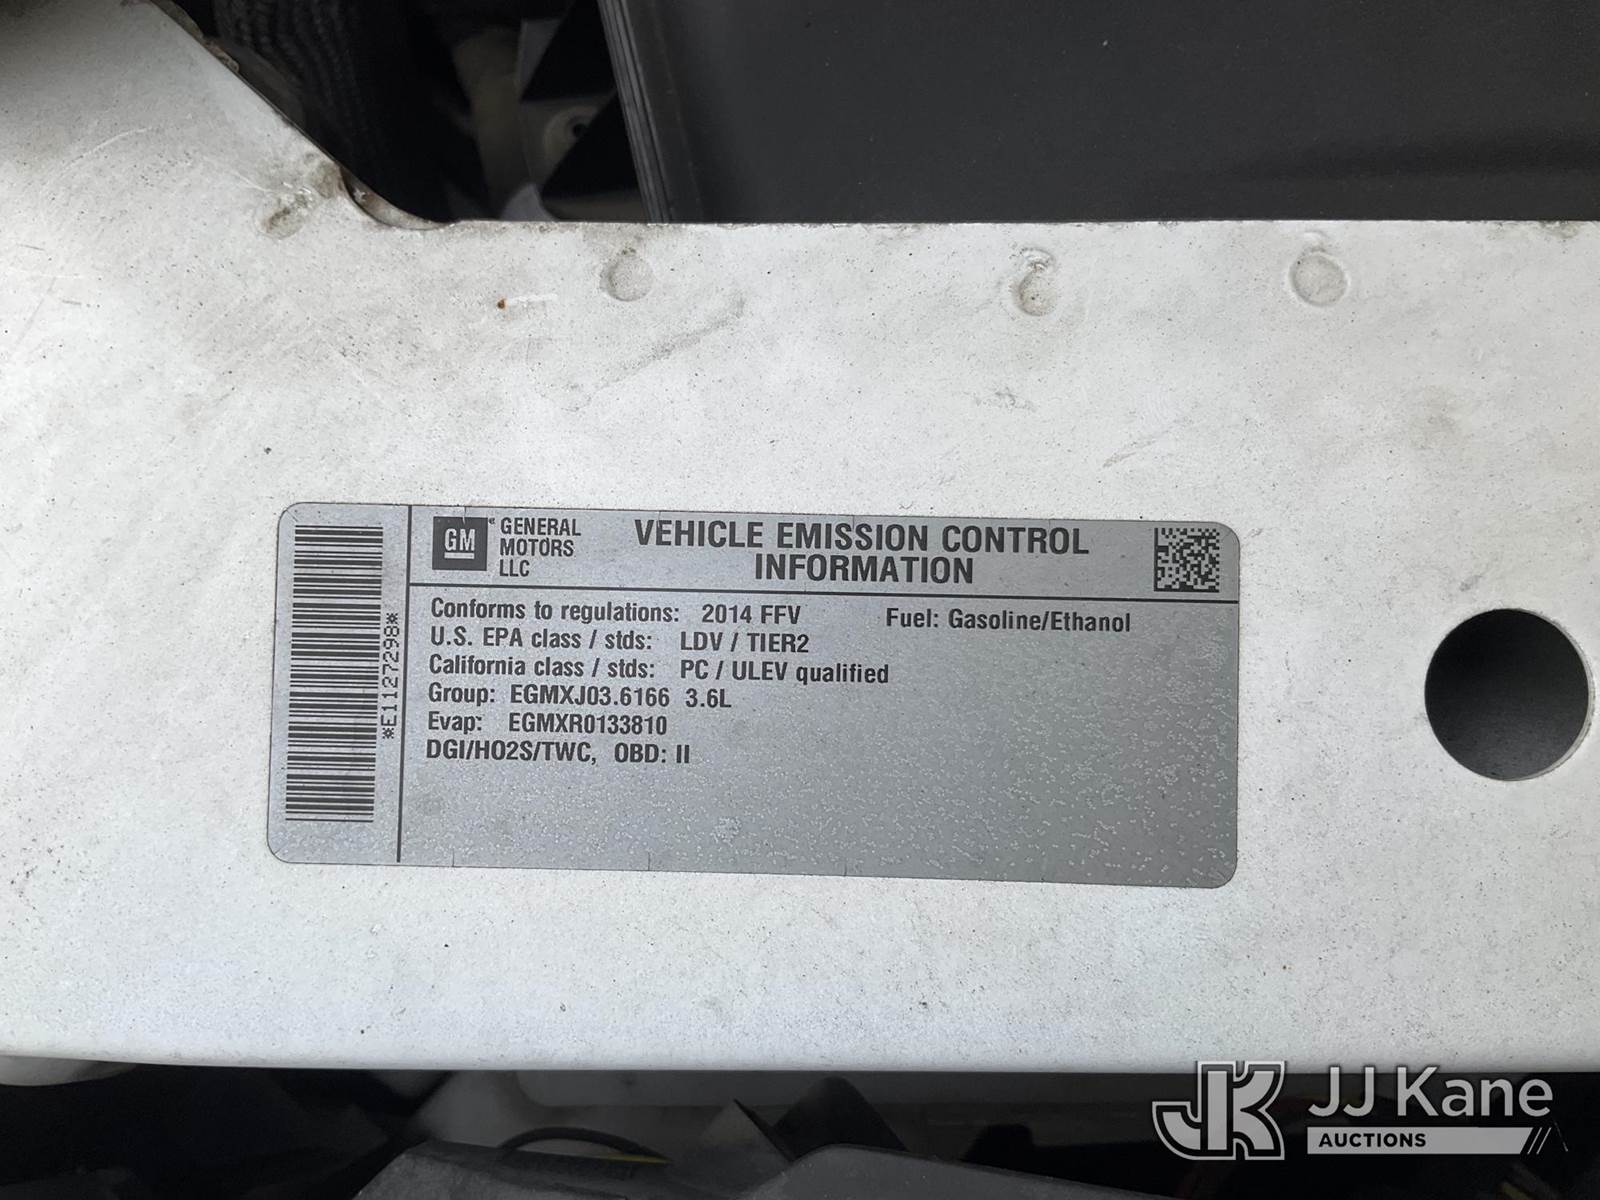 *E11272998*
GM
GENERAL
MOTORS
LLC
VEHICLE EMISSION CONTROL
INFORMATION
Conforms to regulations: 2014 FFV Fuel: Gasoline/Ethanol
U.S. EPA class / stds: LDV / TIER2
California class / stds: PC / ULEV qualified
Group: EGMXJ03.6166 3.6L
Evap: EGMXR0133810
DGI/HO2S/TWC, OBD: II
JK JJ Kane
AUCTIONS